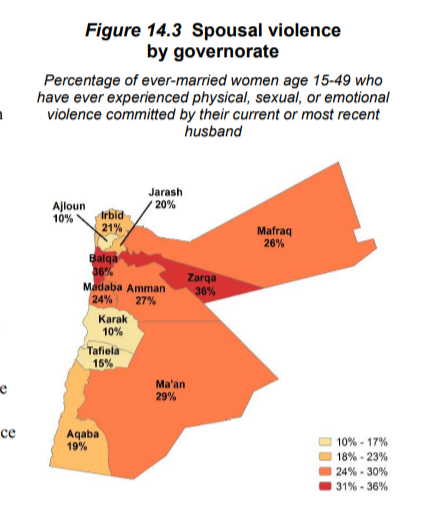 Figure 14.3 Spousal violence
by governorate
Percentage of ever-married women age 15-49 who
have ever experienced physical, sexual, or emotional
violence committed by their current or most recent
husband
Ajloun
10%
Irbid
21%
Jarash
20%
Mafraq
26%
Balqa
36%
Zarqa
36%
Madaba
24%
Amman
27%
Karak
10%
Tafiela
15%
Ma'an
29%
Aqaba
19%
e
ce
10% - 17%
18% - 23%
24% - 30%
31% - 36%